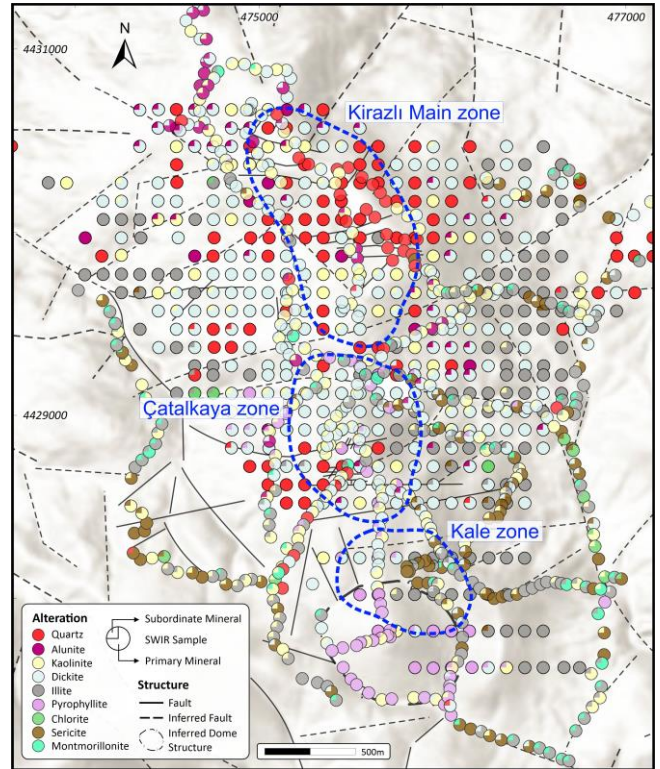 475000
477000
4431000
N
Kirazlı Main zone
4429000
Çatalkaya zone
Kale zone
Alteration
Quartz
Alunite
Kaolinite
Dickite
Illite
Pyrophyllite
Chlorite
Sericite
Montmorillonite
Subordinate Mineral
SWIR Sample
Primary Mineral
Structure
Fault
Inferred Fault
Inferred Dome
Structure
500m